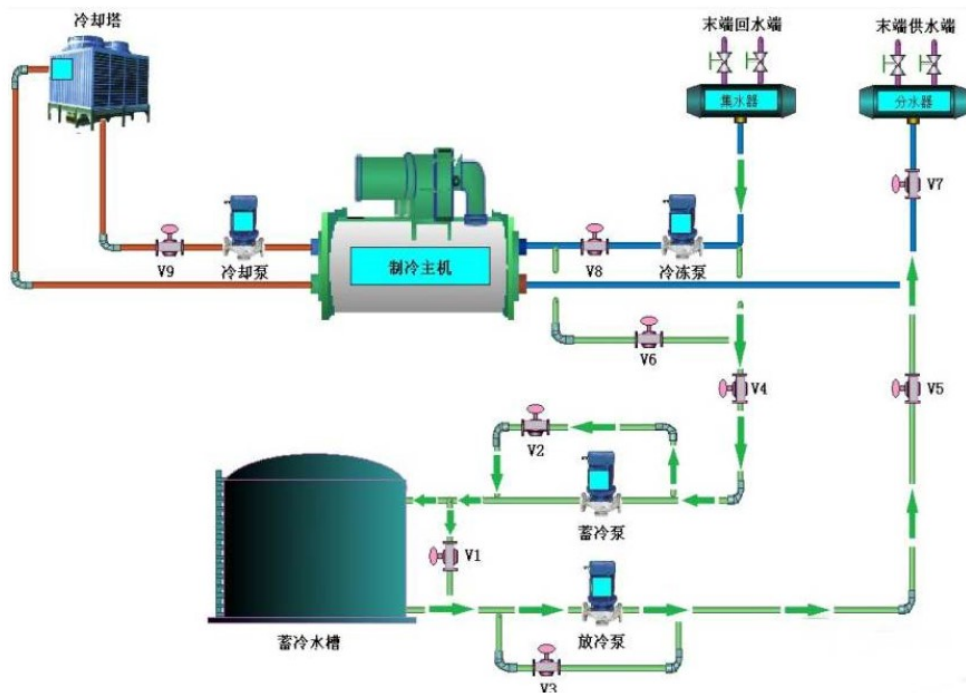 冷却塔
末端回水端
末端供水端
集水器
分水器
V7
V9
冷却泵
制冷主机
V8
冷冻泵
V6
V4
V5
V2
蓄冷泵
V1
蓄冷水槽
放冷泵
V3